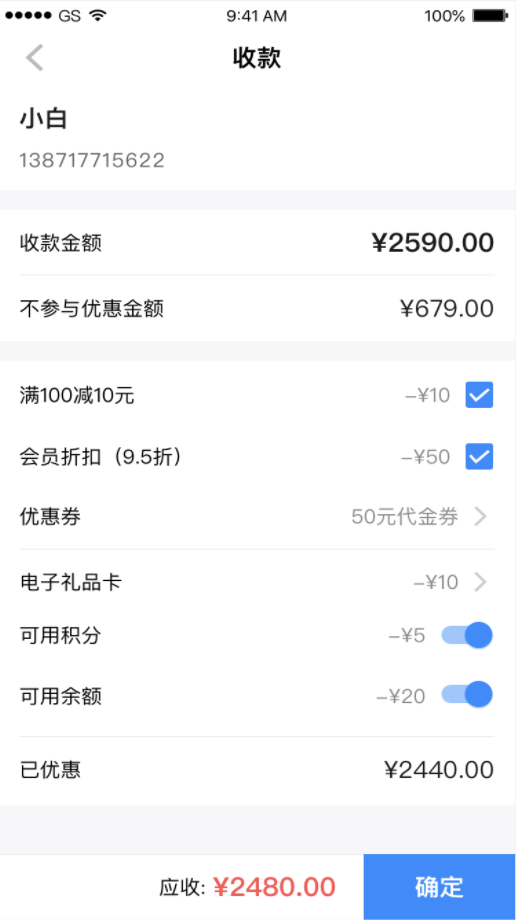 GS 9:41 AM 100%
收款
小白
138717715622
收款金额 ¥2590.00
不参与优惠金额 ¥679.00
满100减10元 -¥10
会员折扣（9.5折） -¥50
优惠券 50元代金券
电子礼品卡 -¥10
可用积分 -¥5
可用余额 -¥20
已优惠 ¥2440.00
应收: ¥2480.00 确定